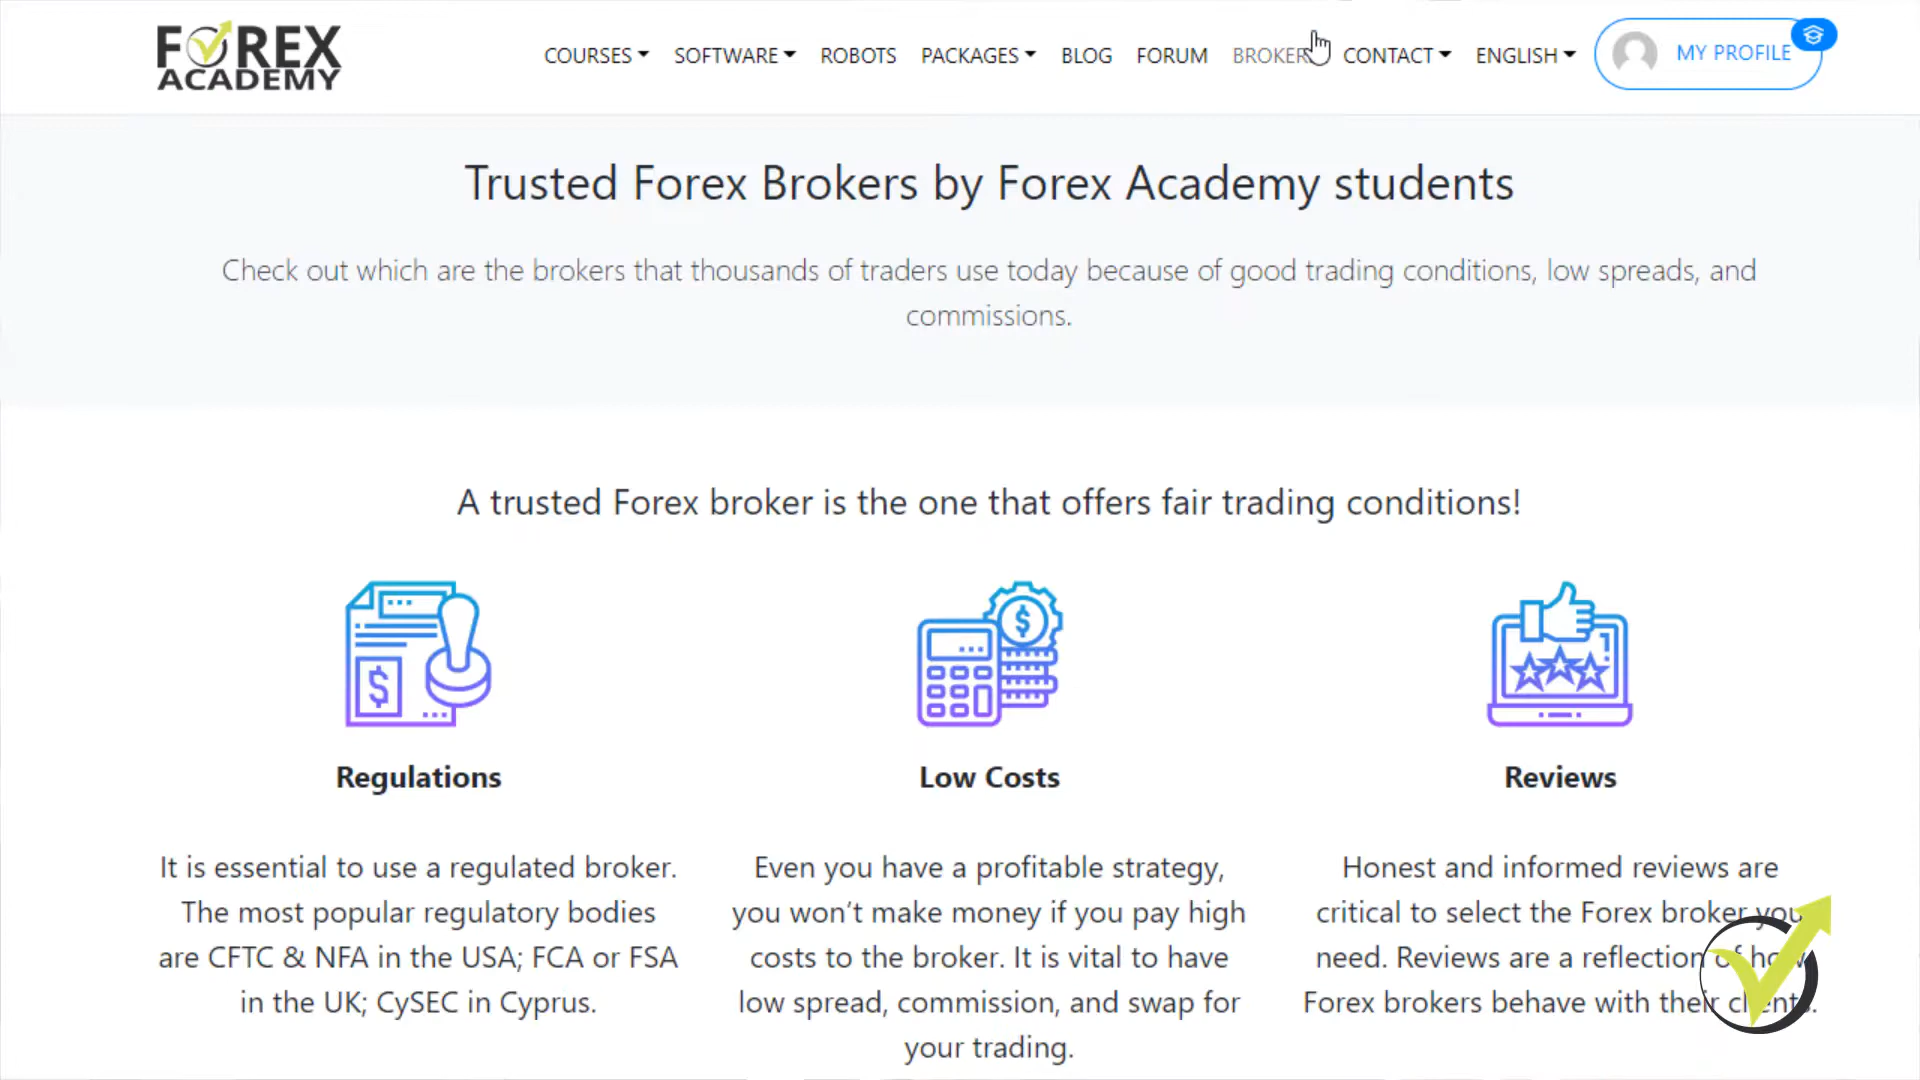 FOREX
ACADEMY
COURSES SOFTWARE ROBOTS PACKAGES BLOG FORUM BROKER CONTACT ENGLISH MY PROFILE
Trusted Forex Brokers by Forex Academy students
Check out which are the brokers that thousands of traders use today because of good trading conditions, low spreads, and
commissions.
A trusted Forex broker is the one that offers fair trading conditions!
Regulations
It is essential to use a regulated broker.
The most popular regulatory bodies
are CFTC & NFA in the USA; FCA or FSA
in the UK; CySEC in Cyprus.
Low Costs
Even you have a profitable strategy,
you won't make money if you pay high
costs to the broker. It is vital to have
low spread, commission, and swap for
your trading.
Reviews
Honest and informed reviews are
critical to select the Forex broker you
need. Reviews are a reflection of how
Forex brokers behave with their clients.